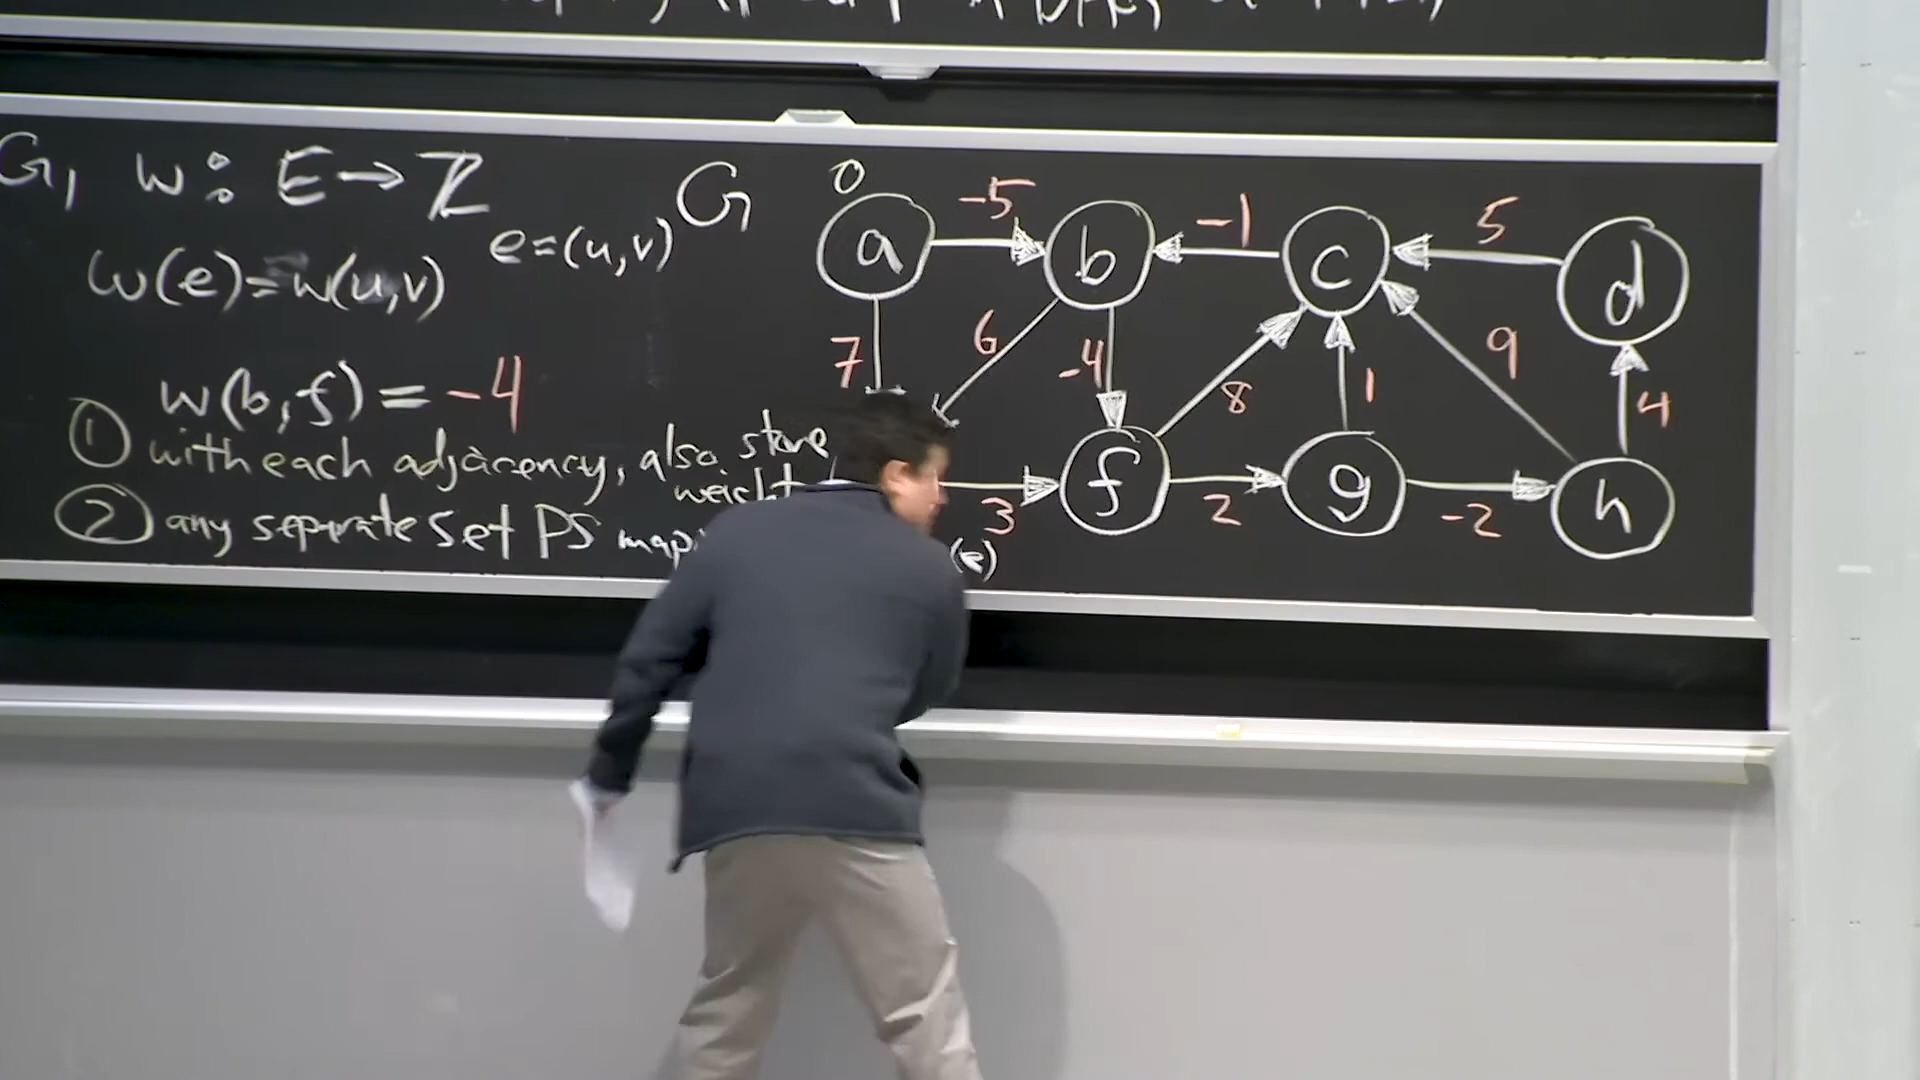 G, w: E → ℤ
w(e)=w(u,v) e=(u,v)
w(b,f) = -4
① with each adjacency, also store
weight
② any separate set DS map
(e)
G
0
a -5 b -1 c 5 d
7 6 -4 8 1 9 4
3 f 2 g -2 h